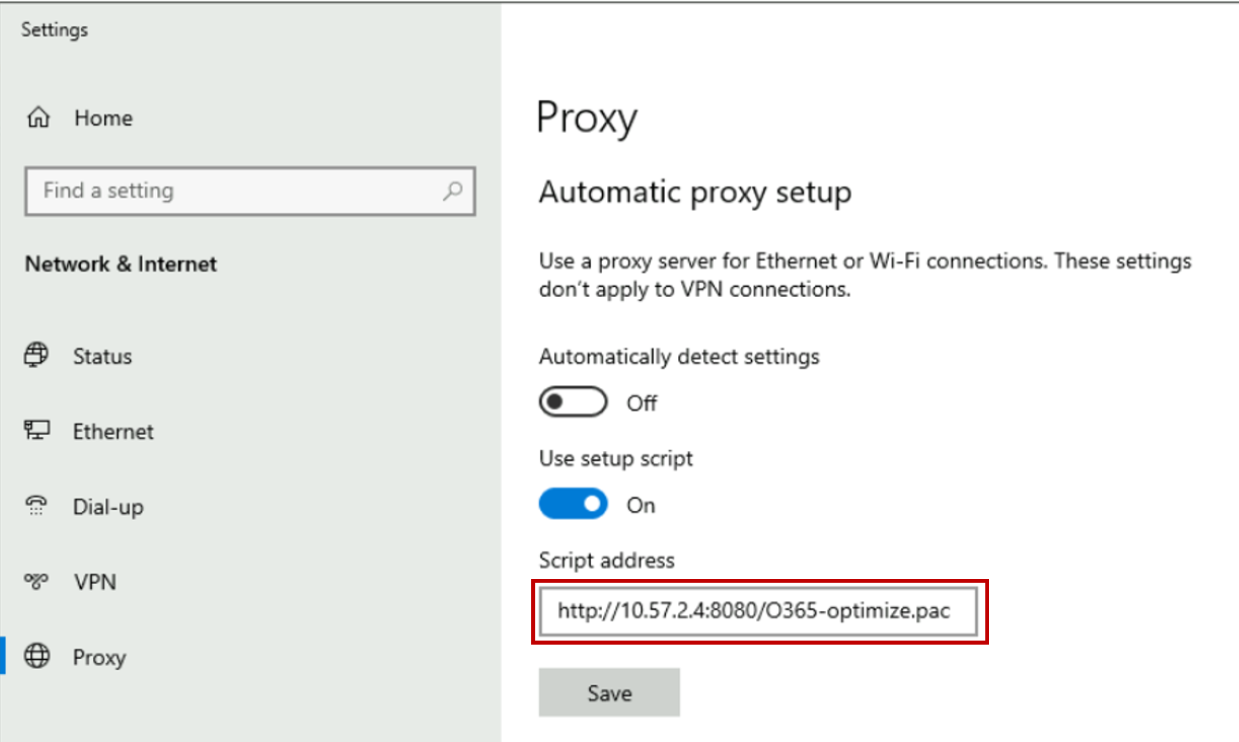 Settings
Home
Find a setting
Network & Internet
Status
Ethernet
Dial-up
VPN
Proxy
Proxy
Automatic proxy setup
Use a proxy server for Ethernet or Wi-Fi connections. These settings
don't apply to VPN connections.
Automatically detect settings
Off
Use setup script
On
Script address
http://10.57.2.4:8080/O365-optimize.pac
Save